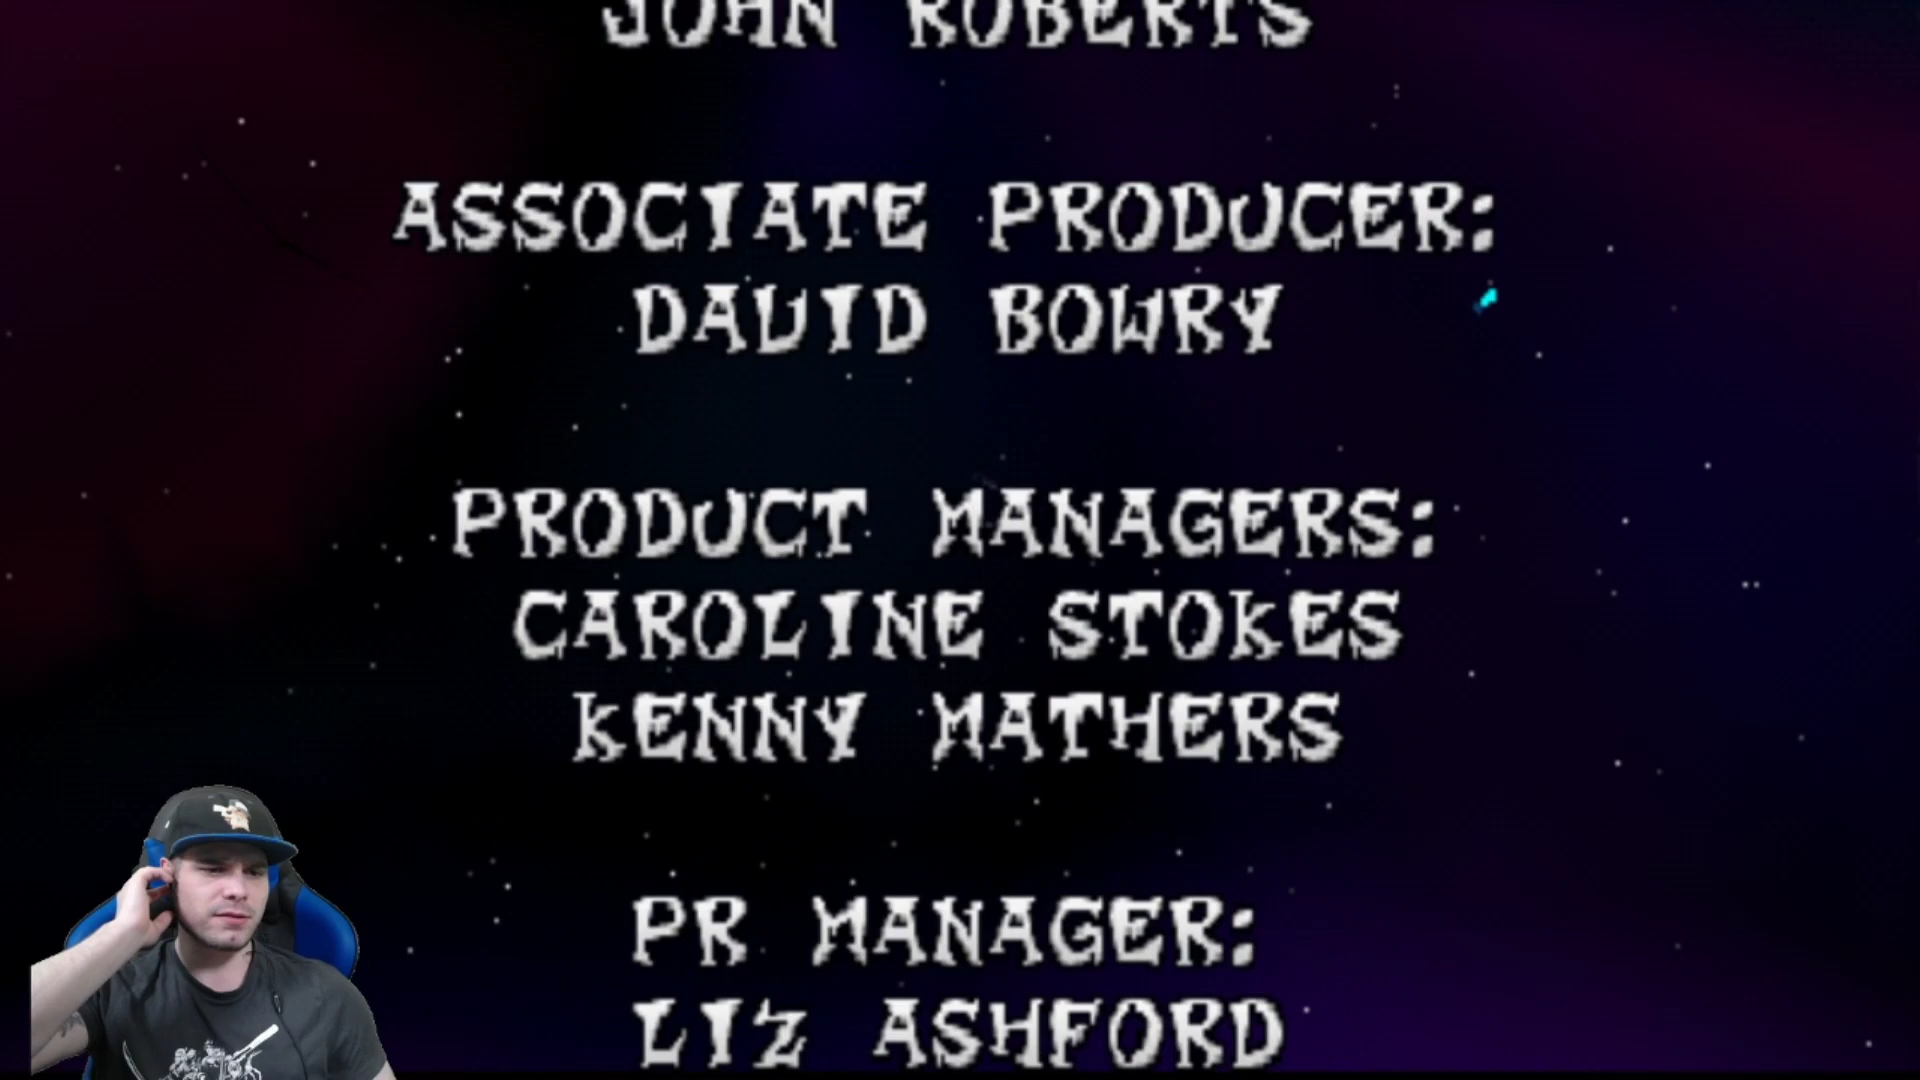 JOHN ROBERTS
ASSOCIATE PRODUCER:
DAVID BOWRY
PRODUCT MANAGERS:
CAROLINE STOKES
KENNY MATHERS
PR MANAGER:
LIZ ASHFORD